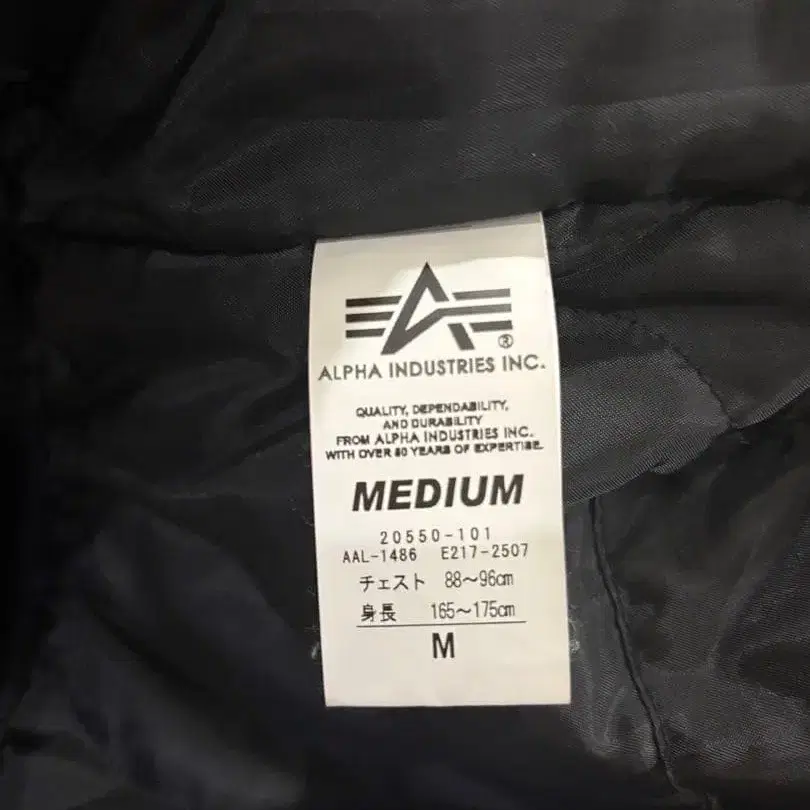 ®
ALPHA INDUSTRIES INC.
QUALITY, DEPENDABILITY,
AND DURABILITY
FROM ALPHA INDUSTRIES INC.
WITH OVER 50 YEARS OF EXPERTISE.
MEDIUM
20550-101
AAL-1486 E217-2507
チェスト 88～96cm
身長 165～175cm
M